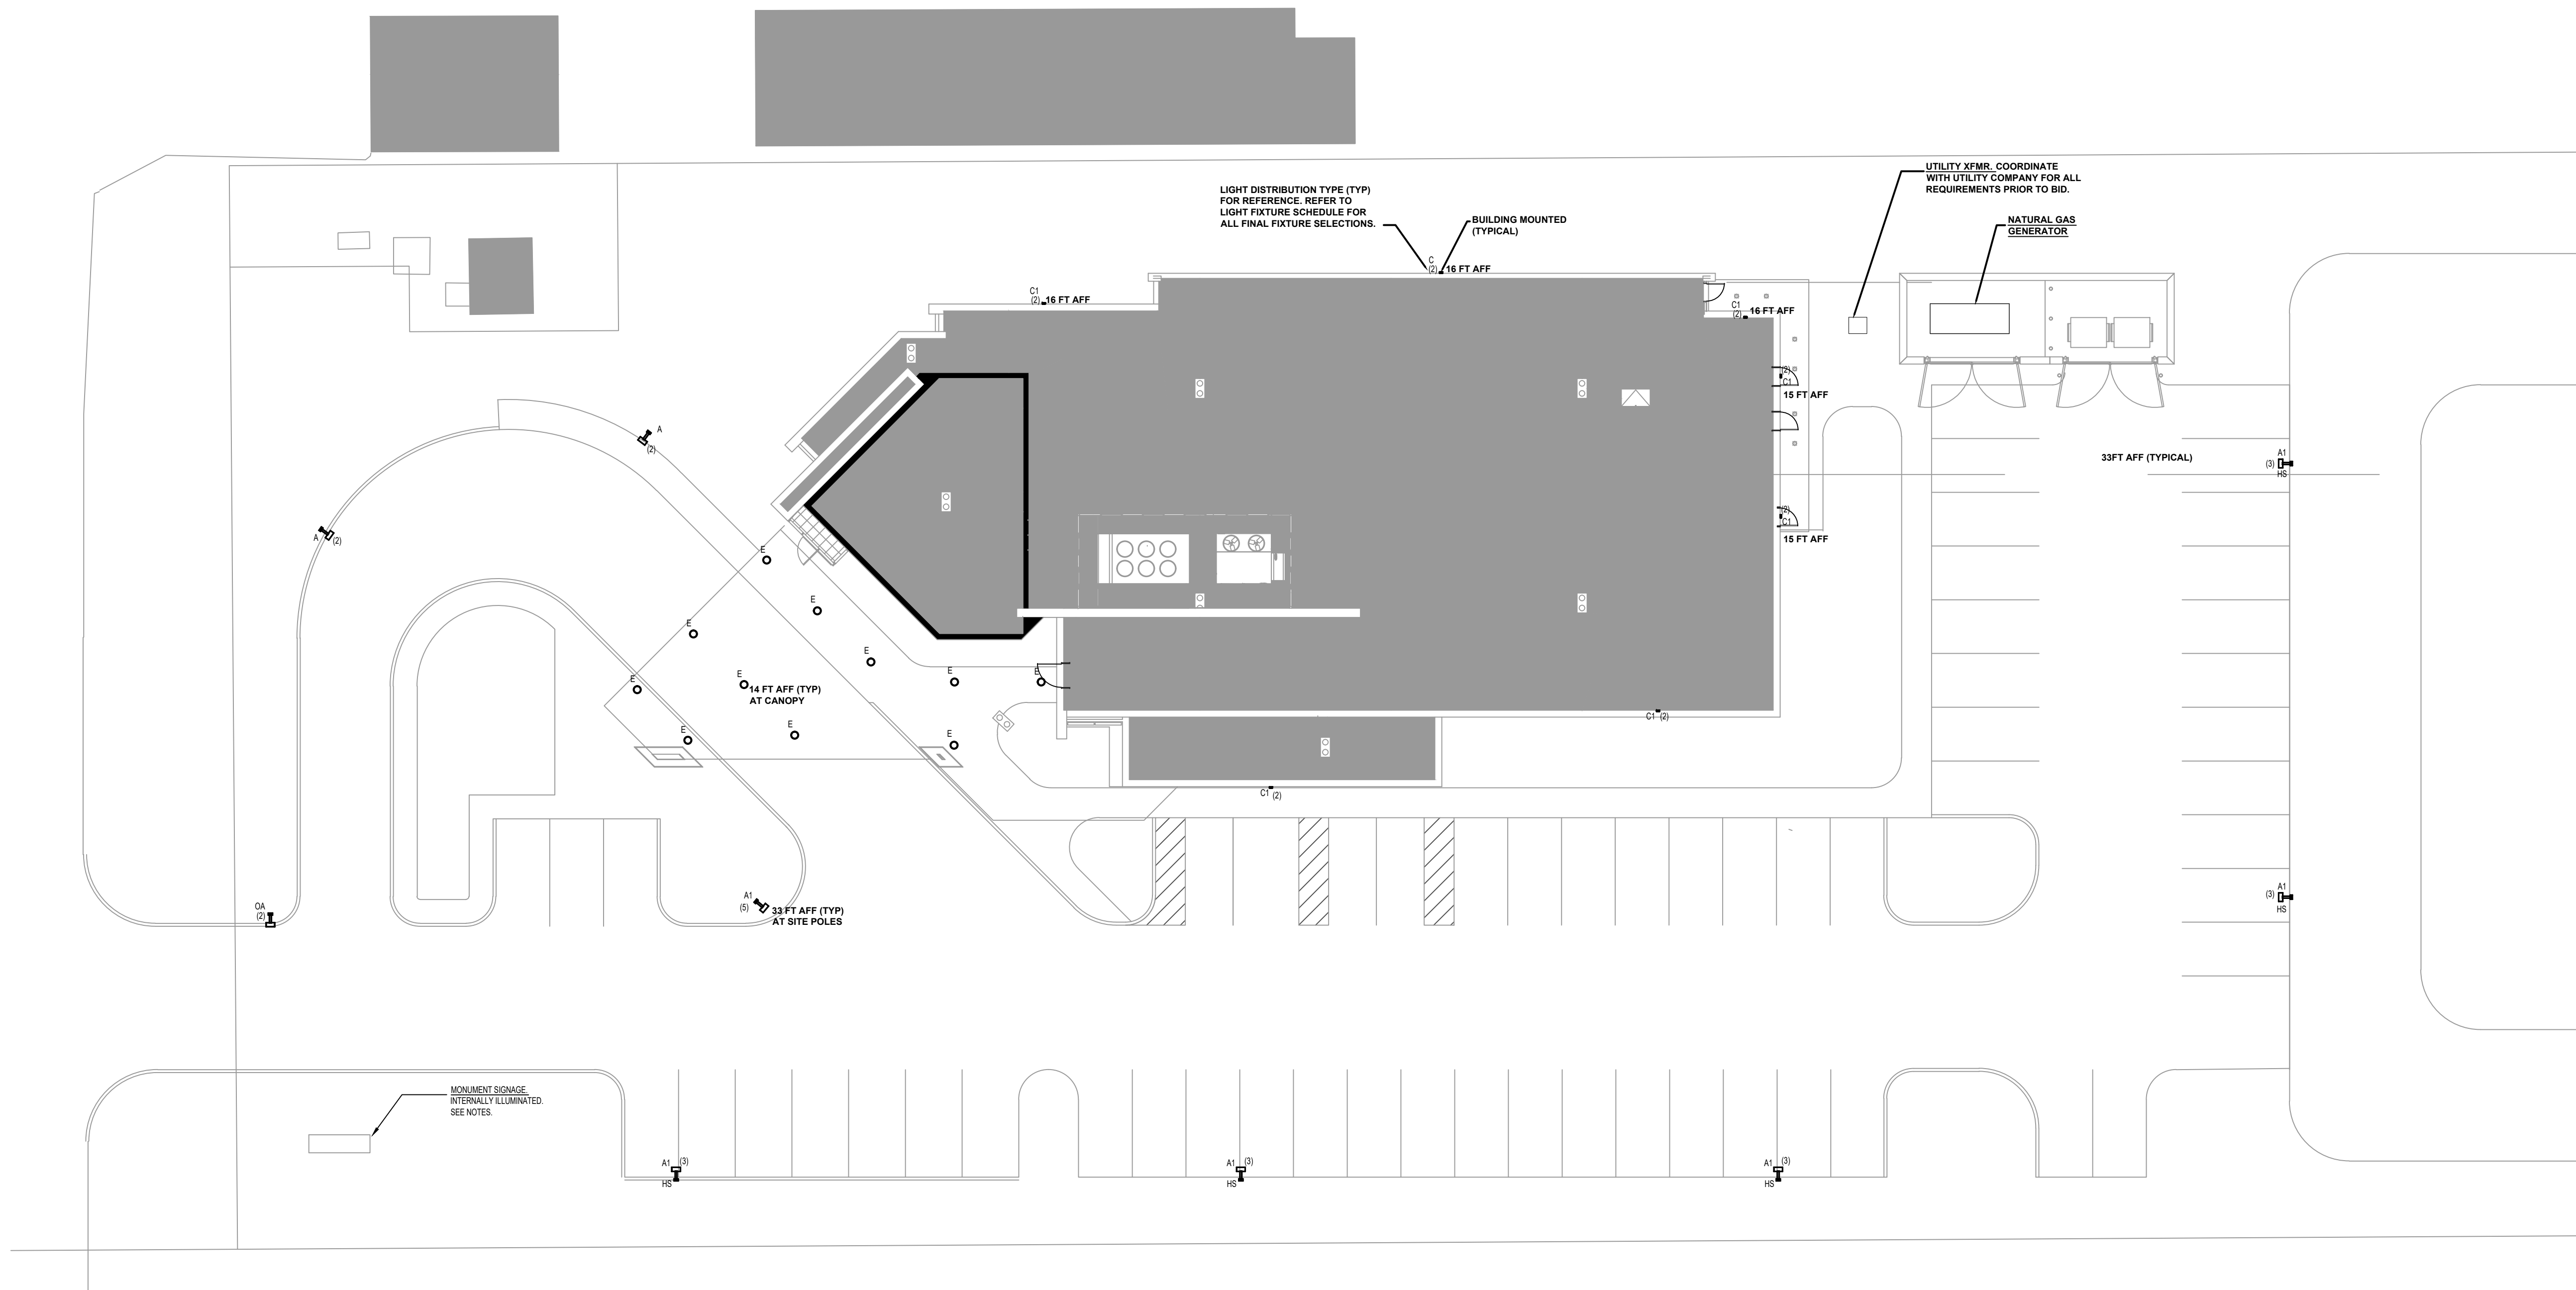 UTILITY XFMR. COORDINATE
WITH UTILITY COMPANY FOR ALL
REQUIREMENTS PRIOR TO BID.
LIGHT DISTRIBUTION TYPE (TYP)
FOR REFERENCE. REFER TO
LIGHT FIXTURE SCHEDULE FOR
ALL FINAL FIXTURE SELECTIONS.
BUILDING MOUNTED
(TYPICAL)
NATURAL GAS
GENERATOR
C
(2) 16 FT AFF
C1
(2) 16 FT AFF
C1
(2) 16 FT AFF
(2)
C1
15 FT AFF
A
(2)
33FT AFF (TYPICAL)
A1
(3)
HS
(2)
C1
15 FT AFF
A (2)
E
E
E
E
E
E
E
E
14 FT AFF (TYP)
AT CANOPY
E
E
E
C1 (2)
C1 (2)
A1
(3)
HS
OA
(2)
A1
(5)
33 FT AFF (TYP)
AT SITE POLES
MONUMENT SIGNAGE.
INTERNALLY ILLUMINATED.
SEE NOTES.
A1 (3)
HS
A1 (3)
HS
A1 (3)
HS